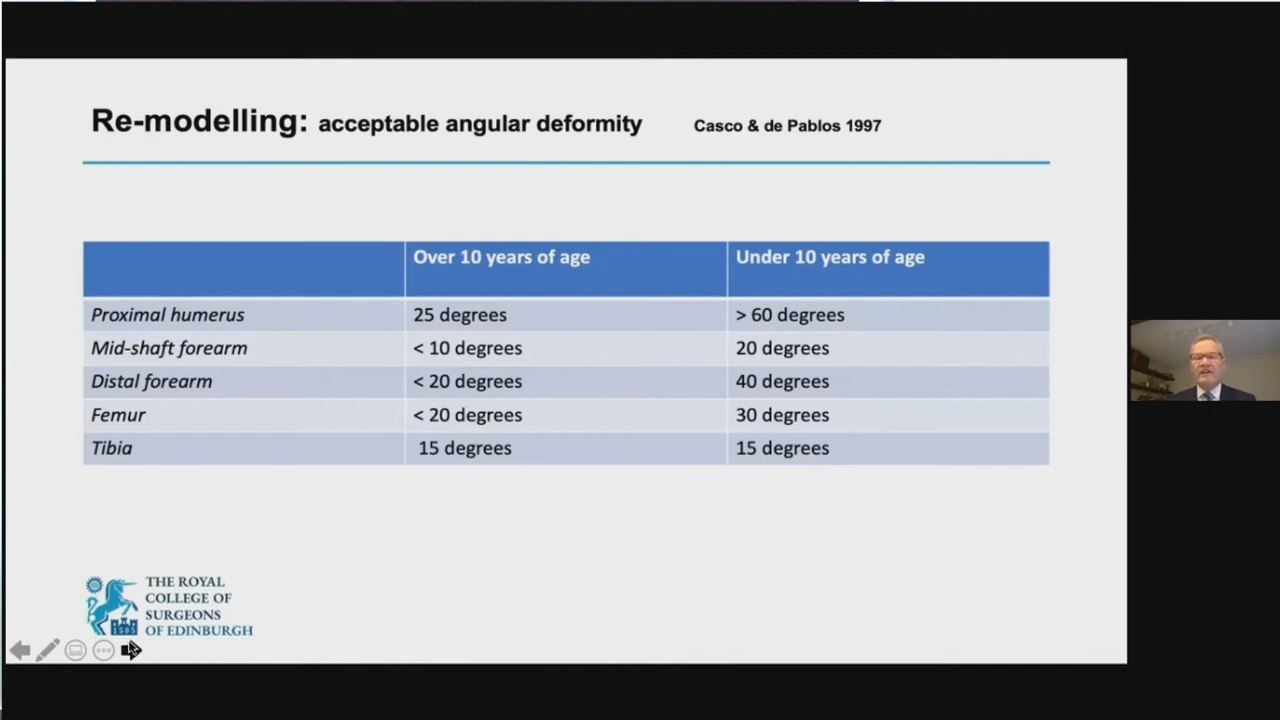 Re-modelling: acceptable angular deformity Casco & de Pablos 1997
Over 10 years of age Under 10 years of age
Proximal humerus 25 degrees > 60 degrees
Mid-shaft forearm < 10 degrees 20 degrees
Distal forearm < 20 degrees 40 degrees
Femur < 20 degrees 30 degrees
Tibia 15 degrees 15 degrees
THE ROYAL
COLLEGE OF
SURGEONS
OF EDINBURGH